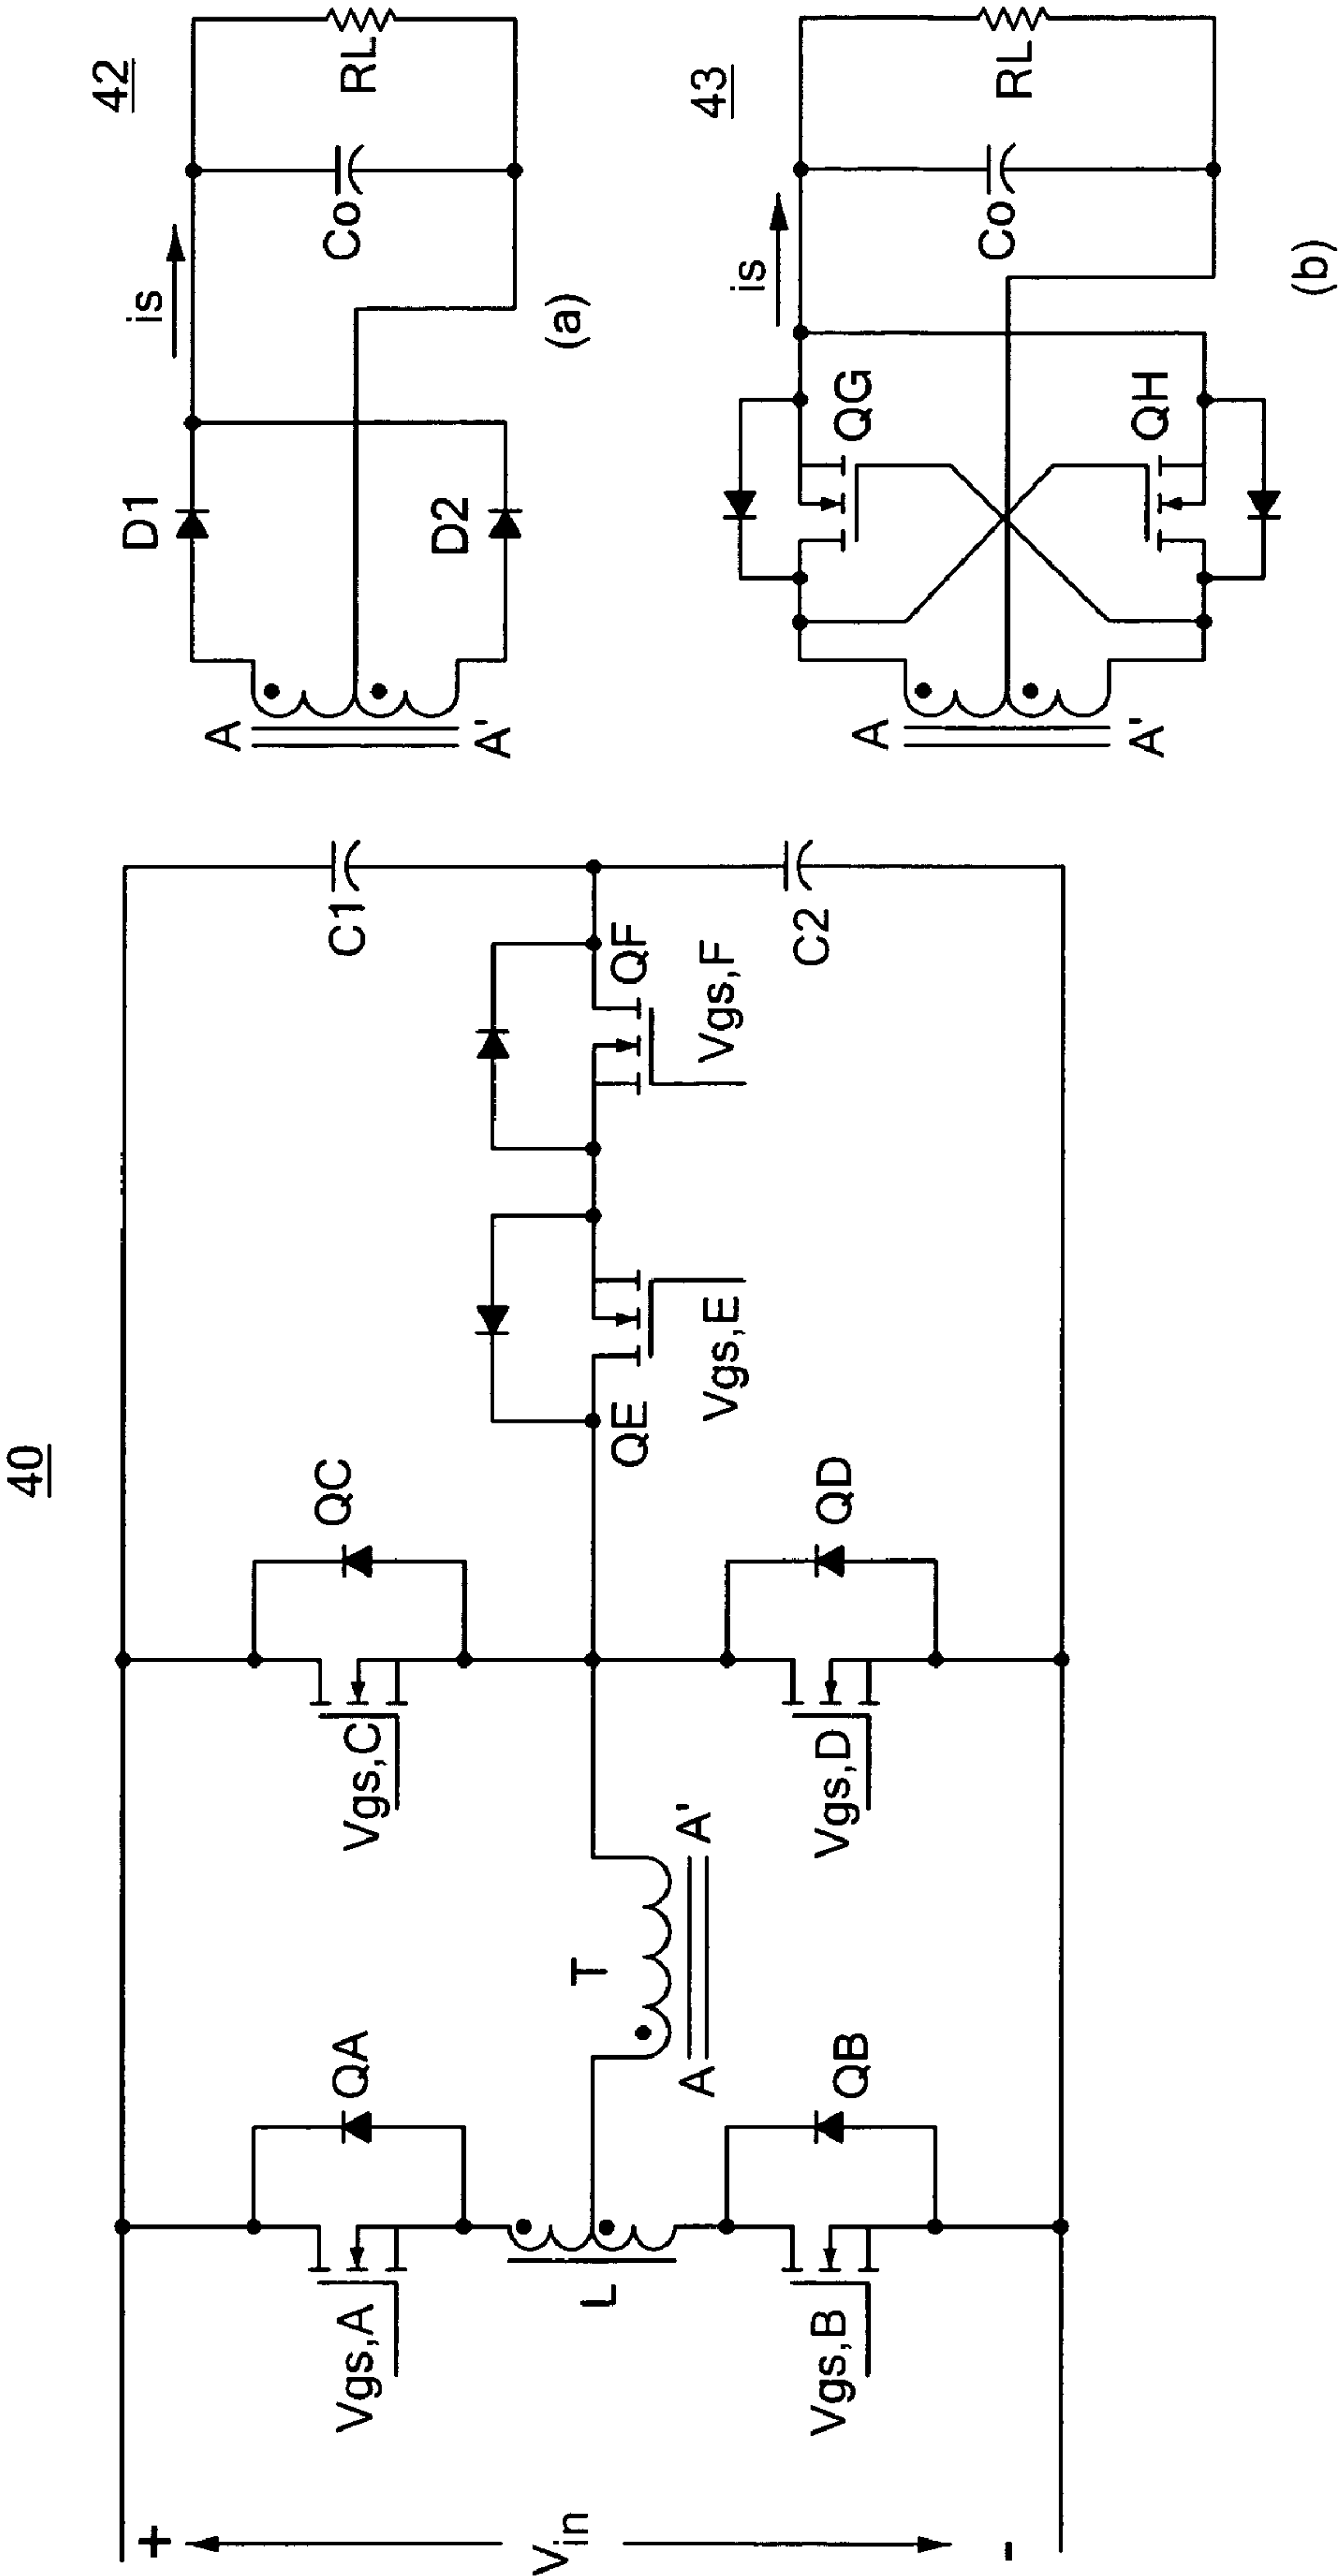 40
+
Vin
-
Vgs,A
QA
L
Vgs,B
QB
T
A
A'
Vgs,C
QC
Vgs,D
QD
QE
Vgs,E
QF
Vgs,F
C1
C2
42
A
A'
D1
D2
is
Co
RL
(a)
43
A
A'
QG
QH
is
Co
RL
(b)